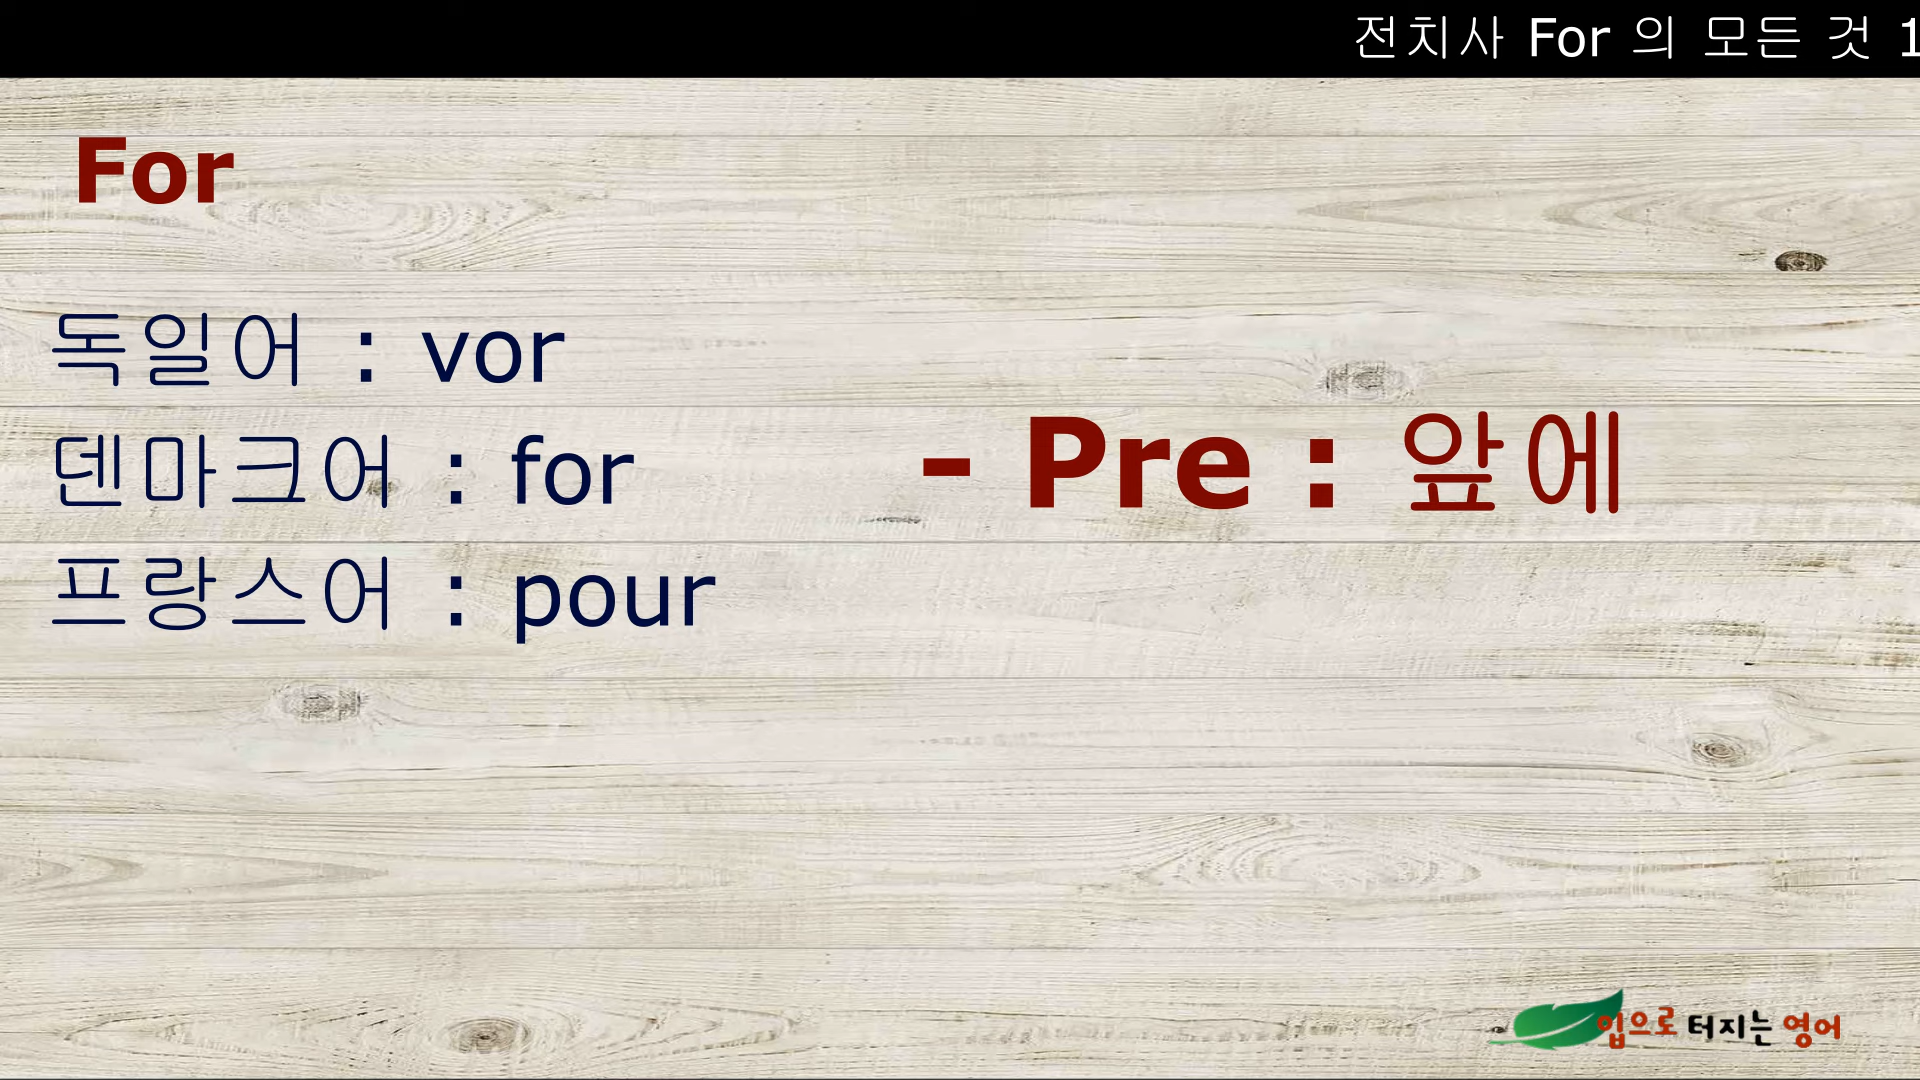 전치사 For 의 모든 것 1
For
독일어 : vor
덴마크어 : for
프랑스어 : pour
- Pre : 앞에
입으로 터지는 영어